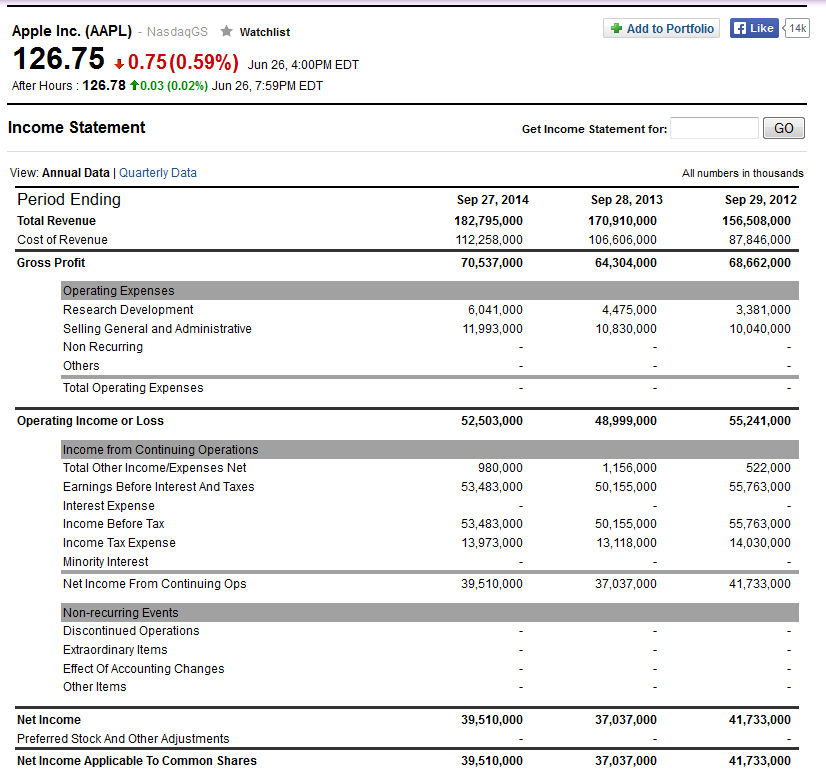 Apple Inc. (AAPL) - NasdaqGS Watchlist Add to Portfolio Like 14k
126.75 0.75(0.59%) Jun 26, 4:00PM EDT
After Hours : 126.78 0.03 (0.02%) Jun 26, 7:59PM EDT
Income Statement Get Income Statement for: GO
View: Annual Data | Quarterly Data All numbers in thousands
Period Ending Sep 27, 2014 Sep 28, 2013 Sep 29, 2012
Total Revenue 182,795,000 170,910,000 156,508,000
Cost of Revenue 112,258,000 106,606,000 87,846,000
Gross Profit 70,537,000 64,304,000 68,662,000
Operating Expenses
Research Development 6,041,000 4,475,000 3,381,000
Selling General and Administrative 11,993,000 10,830,000 10,040,000
Non Recurring - - -
Others - - -
Total Operating Expenses - - -
Operating Income or Loss 52,503,000 48,999,000 55,241,000
Income from Continuing Operations
Total Other Income/Expenses Net 980,000 1,156,000 522,000
Earnings Before Interest And Taxes 53,483,000 50,155,000 55,763,000
Interest Expense - - -
Income Before Tax 53,483,000 50,155,000 55,763,000
Income Tax Expense 13,973,000 13,118,000 14,030,000
Minority Interest - - -
Net Income From Continuing Ops 39,510,000 37,037,000 41,733,000
Non-recurring Events
Discontinued Operations - - -
Extraordinary Items - - -
Effect Of Accounting Changes - - -
Other Items - - -
Net Income 39,510,000 37,037,000 41,733,000
Preferred Stock And Other Adjustments - - -
Net Income Applicable To Common Shares 39,510,000 37,037,000 41,733,000